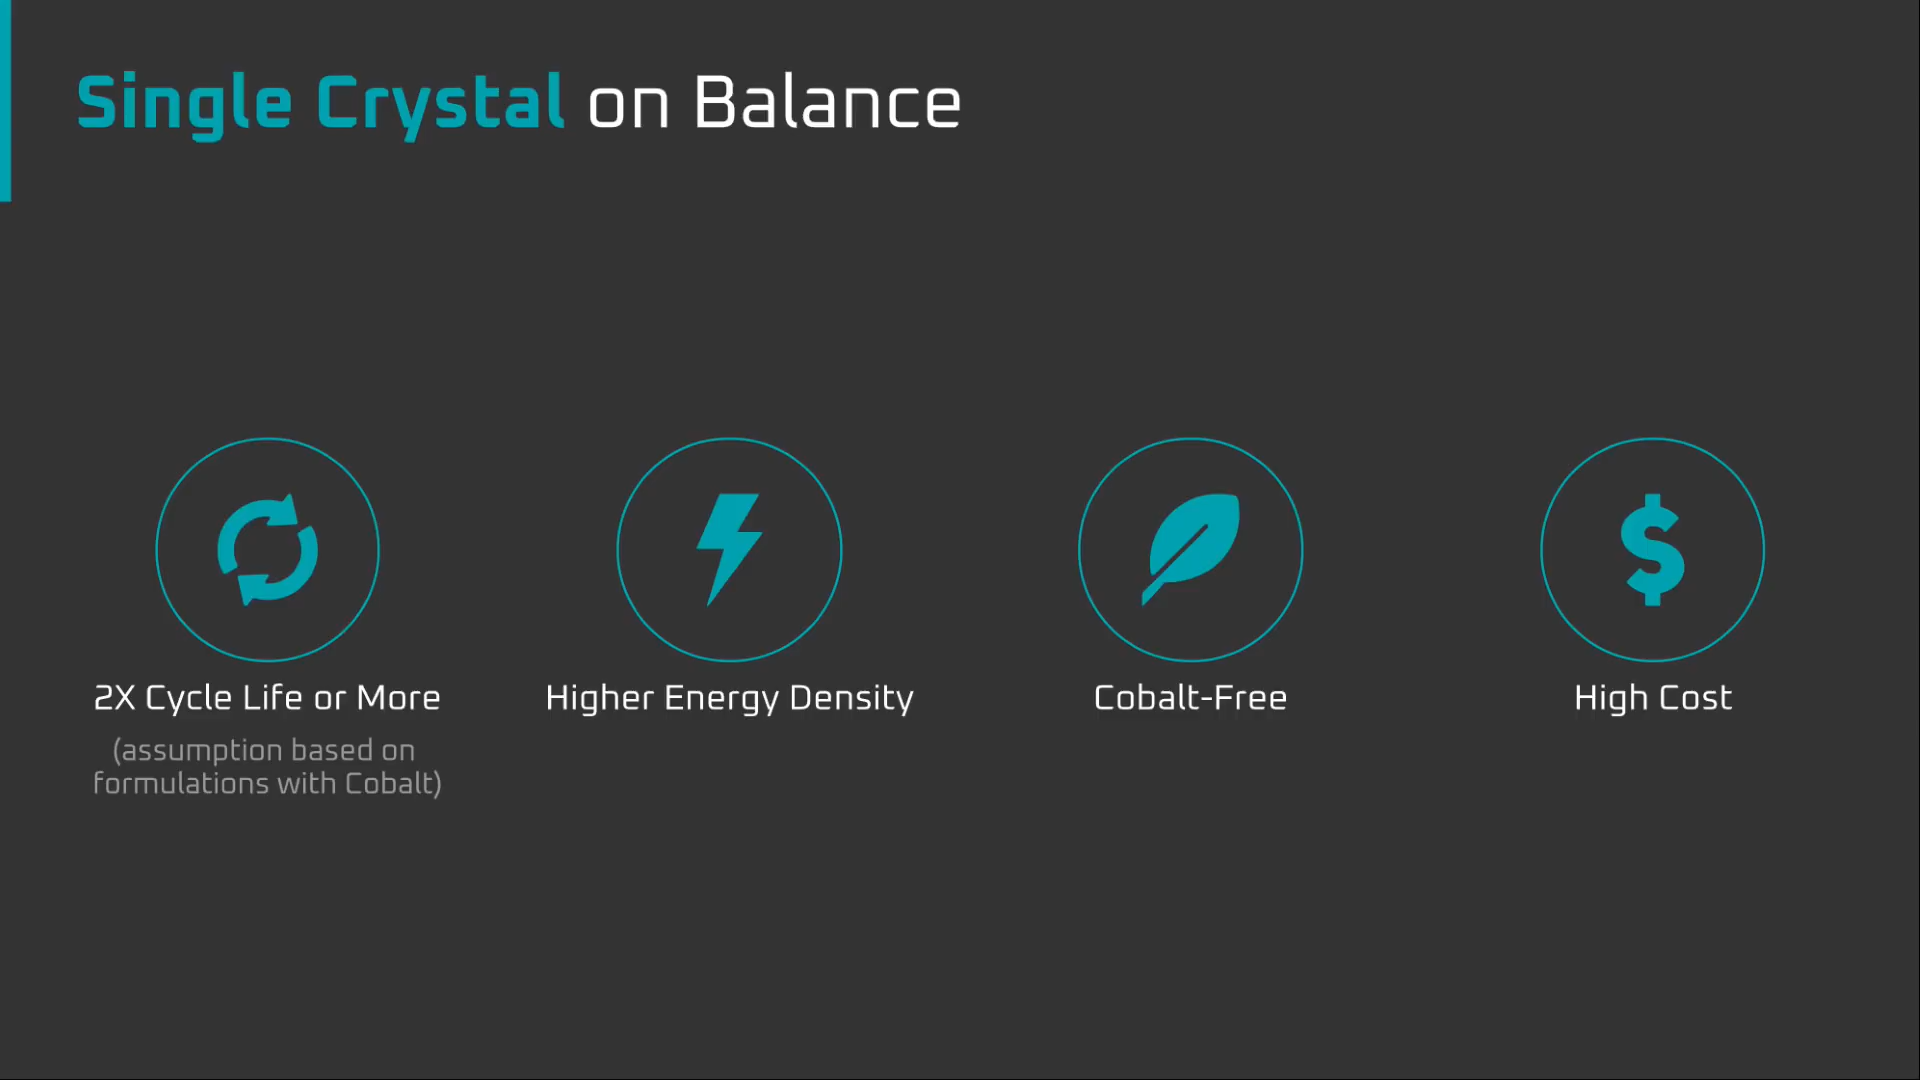 Single Crystal on Balance
2X Cycle Life or More
(assumption based on
formulations with Cobalt)
Higher Energy Density
Cobalt-Free
High Cost